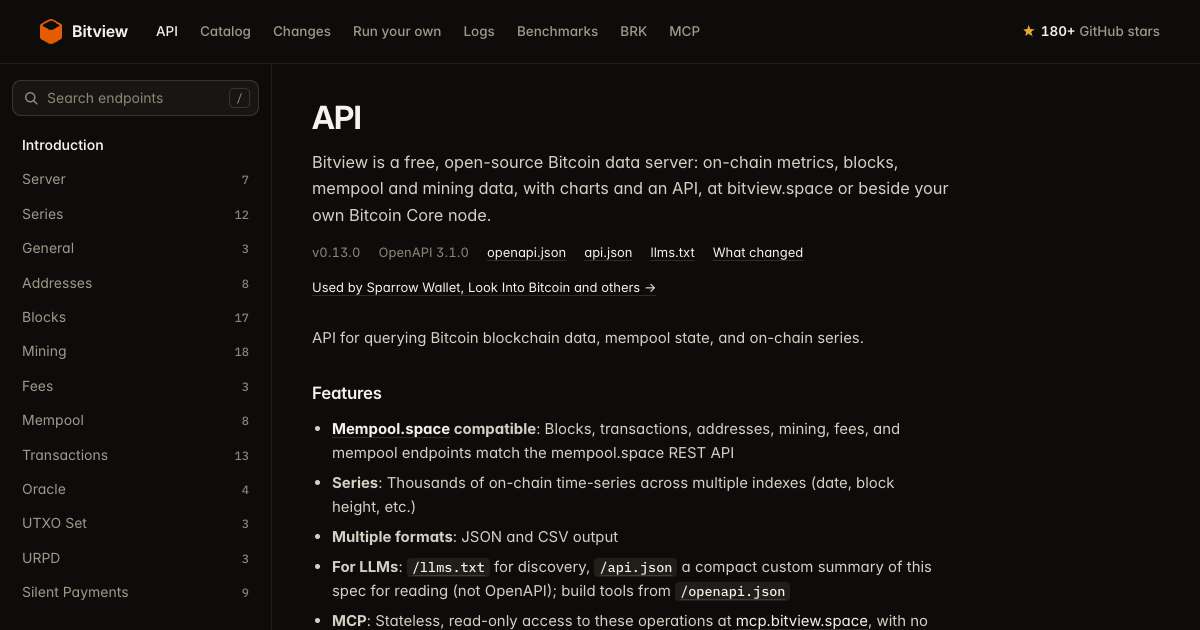 Bitview API Catalog Changes Run your own Logs Benchmarks BRK MCP ★ 180+ GitHub stars
Search endpoints /
Introduction
Server 7
Series 12
General 3
Addresses 8
Blocks 17
Mining 18
Fees 3
Mempool 8
Transactions 13
Oracle 4
UTXO Set 3
URPD 3
Silent Payments 9
API
Bitview is a free, open-source Bitcoin data server: on-chain metrics, blocks,
mempool and mining data, with charts and an API, at bitview.space or beside your
own Bitcoin Core node.
v0.13.0 OpenAPI 3.1.0 openapi.json api.json llms.txt What changed
Used by Sparrow Wallet, Look Into Bitcoin and others →
API for querying Bitcoin blockchain data, mempool state, and on-chain series.
Features
• Mempool.space compatible: Blocks, transactions, addresses, mining, fees, and
mempool endpoints match the mempool.space REST API
• Series: Thousands of on-chain time-series across multiple indexes (date, block
height, etc.)
• Multiple formats: JSON and CSV output
• For LLMs: /llms.txt for discovery, /api.json a compact custom summary of this
spec for reading (not OpenAPI); build tools from /openapi.json
• MCP: Stateless, read-only access to these operations at mcp.bitview.space, with no